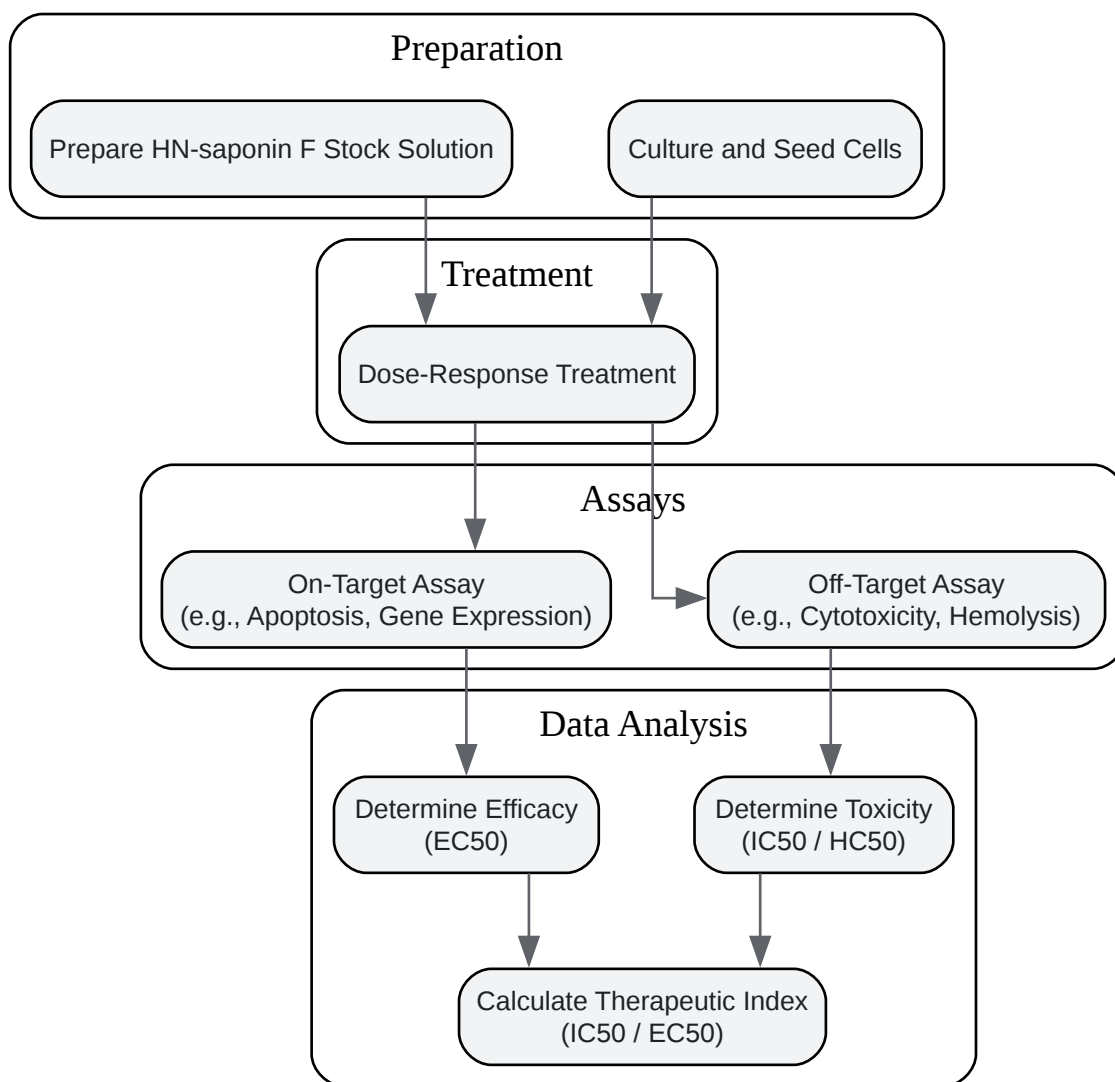 Preparation
Prepare HN-saponin F Stock Solution
Culture and Seed Cells
Treatment
Dose-Response Treatment
Assays
On-Target Assay
(e.g., Apoptosis, Gene Expression)
Off-Target Assay
(e.g., Cytotoxicity, Hemolysis)
Data Analysis
Determine Efficacy
(EC50)
Determine Toxicity
(IC50 / HC50)
Calculate Therapeutic Index
(IC50 / EC50)